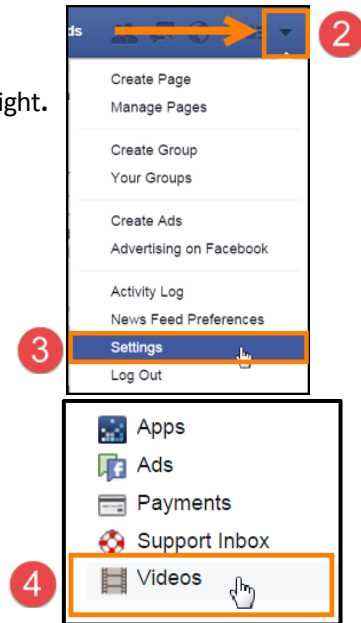 ds
2
Create Page
Manage Pages
ight.
Create Group
Your Groups
Create Ads
Advertising on Facebook
Activity Log
News Feed Preferences
3
Settings
Log Out
Apps
Ads
Payments
Support Inbox
4
Videos